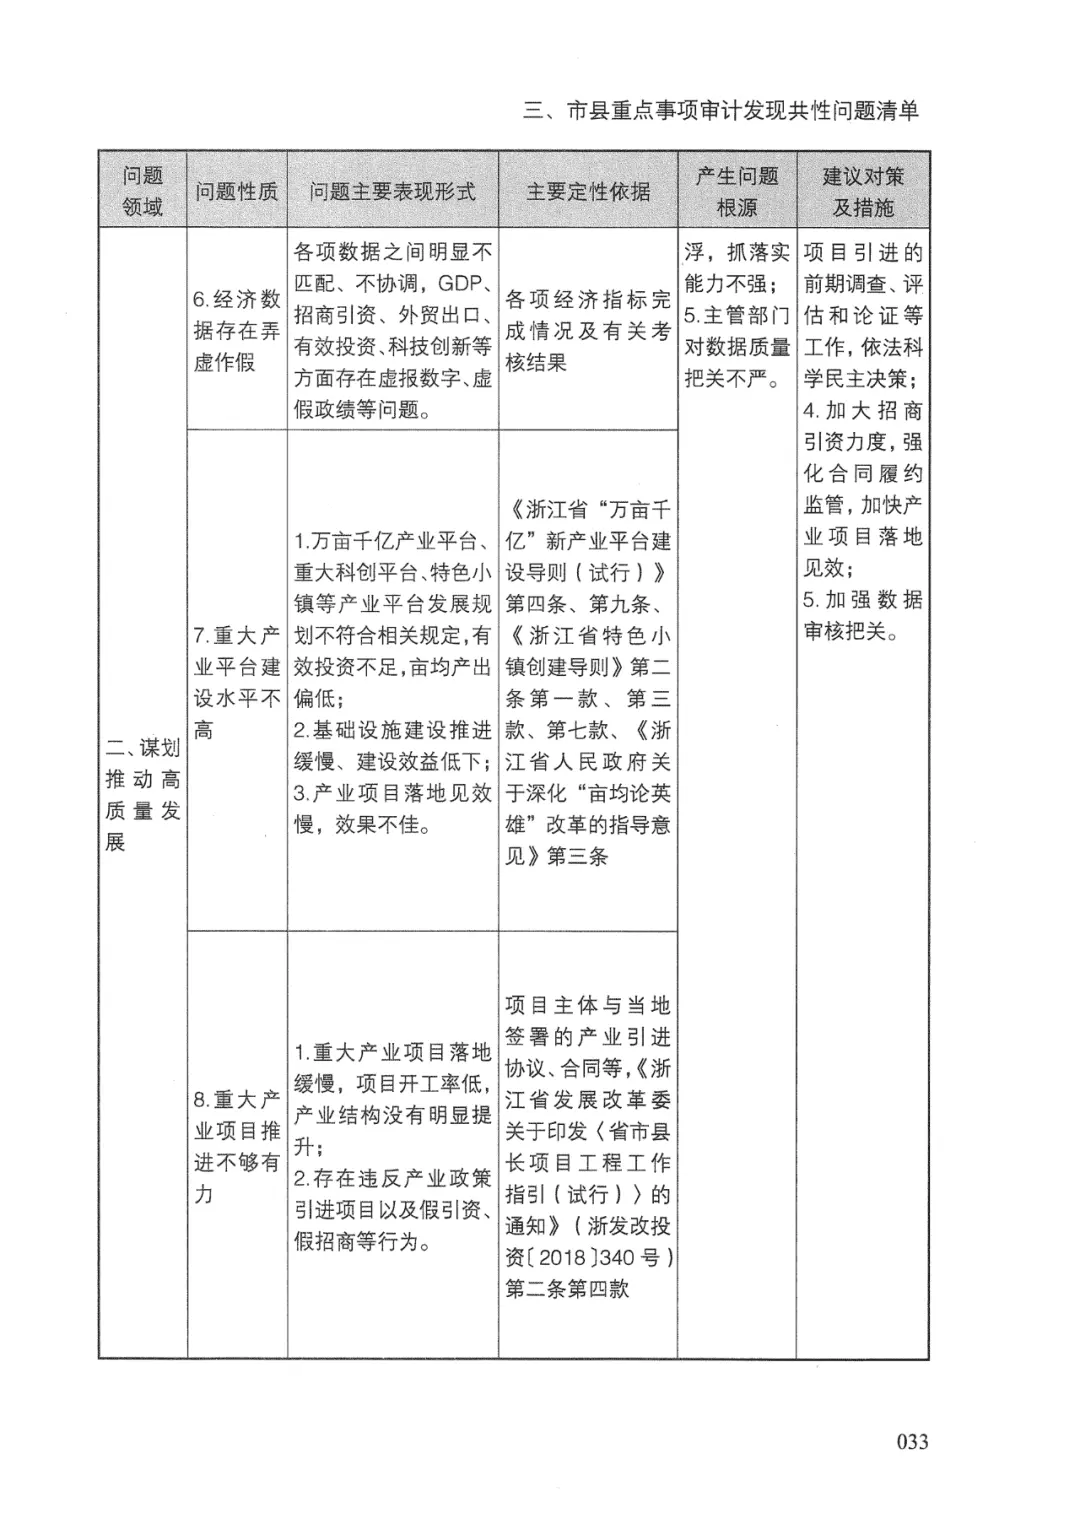 三、市县重点事项审计发现共性问题清单
问题
领域
问题性质
问题主要表现形式
主要定性依据
产生问题
根源
建议对策
及措施
二、谋划
推动高
质量发
展
6.经济数
据存在弄
虚作假
各项数据之间明显不
匹配、不协调，GDP、
招商引资、外贸出口、
有效投资、科技创新等
方面存在虚报数字、虚
假政绩等问题。
各项经济指标完
成情况及有关考
核结果
浮，抓落实
能力不强；
5.主管部门
对数据质量
把关不严。
项目引进的
前期调查、评
估和论证等
工作，依法科
学民主决策；
4.加大招商
引资力度，强
化合同履约
监管，加快产
业项目落地
见效；
5.加强数据
审核把关。
7.重大产
业平台建
设水平不
高
1.万亩千亿产业平台、
重大科创平台、特色小
镇等产业平台发展规
划不符合相关规定，有
效投资不足，亩均产出
偏低；
2.基础设施建设推进
缓慢、建设效益低下；
3.产业项目落地见效
慢，效果不佳。
《浙江省“万亩千
亿”新产业平台建
设导则（试行）》
第四条、第九条、
《浙江省特色小
镇创建导则》第二
条第一款、第三
款、第七款、《浙
江省人民政府关
于深化“亩均论英
雄”改革的指导意
见》第三条
8.重大产
业项目推
进不够有
力
1.重大产业项目落地
缓慢，项目开工率低，
产业结构没有明显提
升；
2.存在违反产业政策
引进项目以及假引资、
假招商等行为。
项目主体与当地
签署的产业引进
协议、合同等，《浙
江省发展改革委
关于印发〈省市县
长项目工程工作
指引（试行）〉的
通知》（浙发改投
资〔2018〕340号）
第二条第四款
033